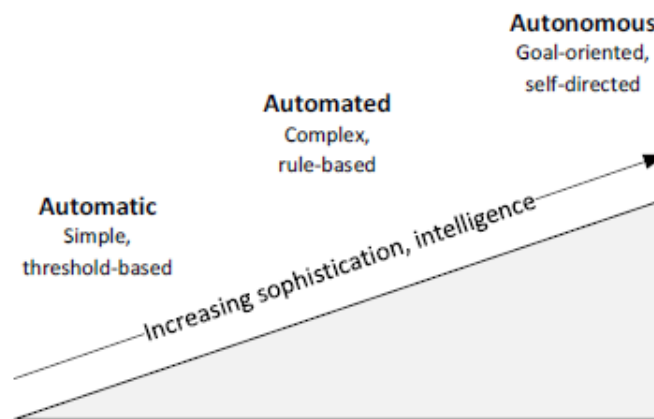 Autonomous
Goal-oriented,
self-directed
Automated
Complex,
rule-based
Automatic
Simple,
threshold-based
Increasing sophistication, intelligence